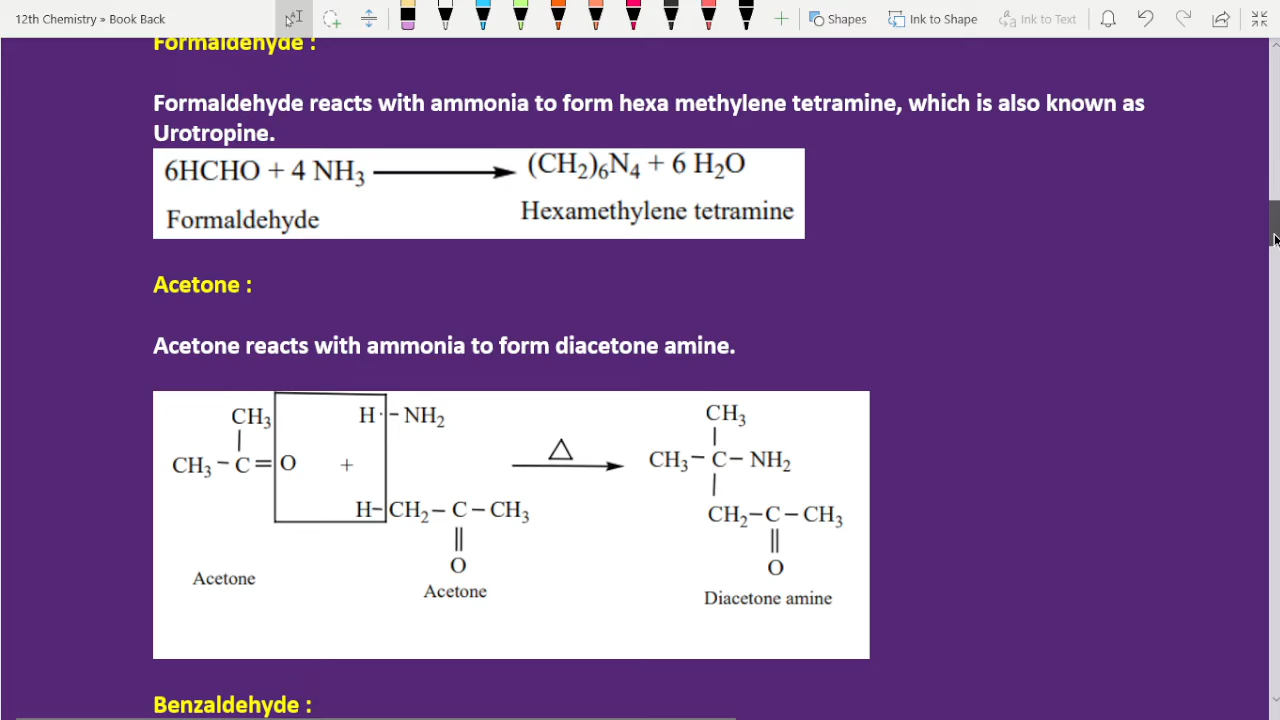 12th Chemistry » Book Back
Shapes
Ink to Shape
Ink to Text
Formaldehyde :
Formaldehyde reacts with ammonia to form hexa methylene tetramine, which is also known as
Urotropine.
6HCHO + 4 NH₃ ⟶ (CH₂)₆N₄ + 6 H₂O
Formaldehyde Hexamethylene tetramine
Acetone :
Acetone reacts with ammonia to form diacetone amine.
CH₃ H - NH₂ CH₃
| |
CH₃ - C = O + △ CH₃ - C - NH₂
|
H- CH₂ - C - CH₃ CH₂ - C - CH₃
|| ||
O O
Acetone Acetone Diacetone amine
Benzaldehyde :